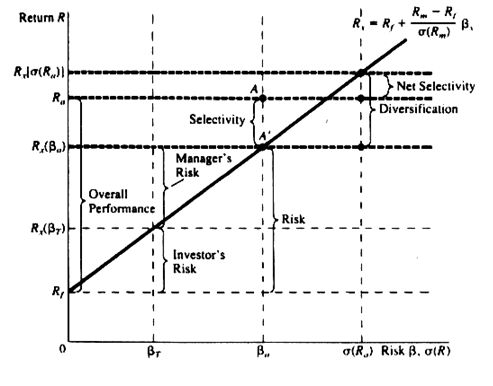 Return R
R_x = R_f + (R_m − R_f)/σ(R_m) β_x
R_x[σ(R_a)]
Net Selectivity
R_a
A
Selectivity
Diversification
R_x(β_a)
A'
Manager's
Risk
Overall
Performance
Risk
R_x(β_T)
Investor's
Risk
R_f
0
β_T
β_a
σ(R_a)
Risk β, σ(R)